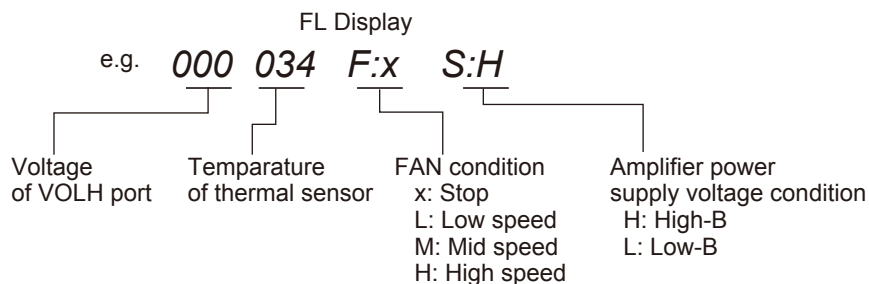 FL Display
e.g. 000 034 F:x S:H
Voltage
of VOLH port
Temparature
of thermal sensor
FAN condition
x: Stop
L: Low speed
M: Mid speed
H: High speed
Amplifier power
supply voltage condition
H: High-B
L: Low-B